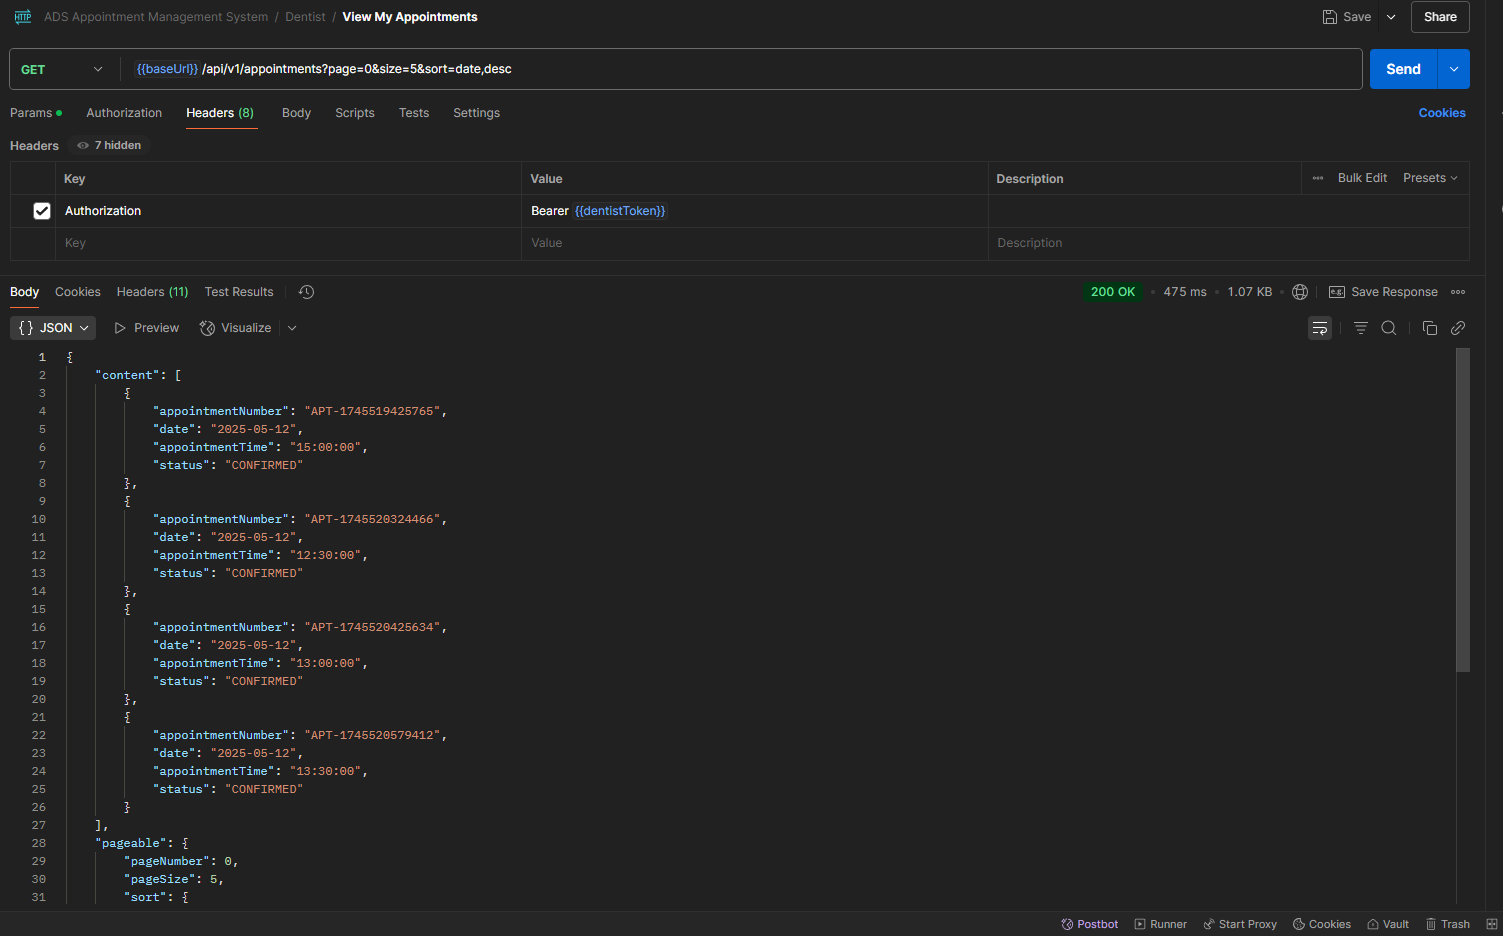 HTTP ADS Appointment Management System / Dentist / View My Appointments Save Share
GET {{baseUrl}} /api/v1/appointments?page=0&size=5&sort=date,desc Send
Params Authorization Headers (8) Body Scripts Tests Settings Cookies
Headers 7 hidden
Key Value Description ••• Bulk Edit Presets
Authorization Bearer {{dentistToken}}
Key Value Description
Body Cookies Headers (11) Test Results 200 OK • 475 ms • 1.07 KB • e.g. Save Response •••
{} JSON Preview Visualize
1 {
2 "content": [
3 {
4 "appointmentNumber": "APT-1745519425765",
5 "date": "2025-05-12",
6 "appointmentTime": "15:00:00",
7 "status": "CONFIRMED"
8 },
9 {
10 "appointmentNumber": "APT-1745520324466",
11 "date": "2025-05-12",
12 "appointmentTime": "12:30:00",
13 "status": "CONFIRMED"
14 },
15 {
16 "appointmentNumber": "APT-1745520425634",
17 "date": "2025-05-12",
18 "appointmentTime": "13:00:00",
19 "status": "CONFIRMED"
20 },
21 {
22 "appointmentNumber": "APT-1745520579412",
23 "date": "2025-05-12",
24 "appointmentTime": "13:30:00",
25 "status": "CONFIRMED"
26 }
27 ],
28 "pageable": {
29 "pageNumber": 0,
30 "pageSize": 5,
31 "sort": {
Postbot Runner Start Proxy Cookies Vault Trash